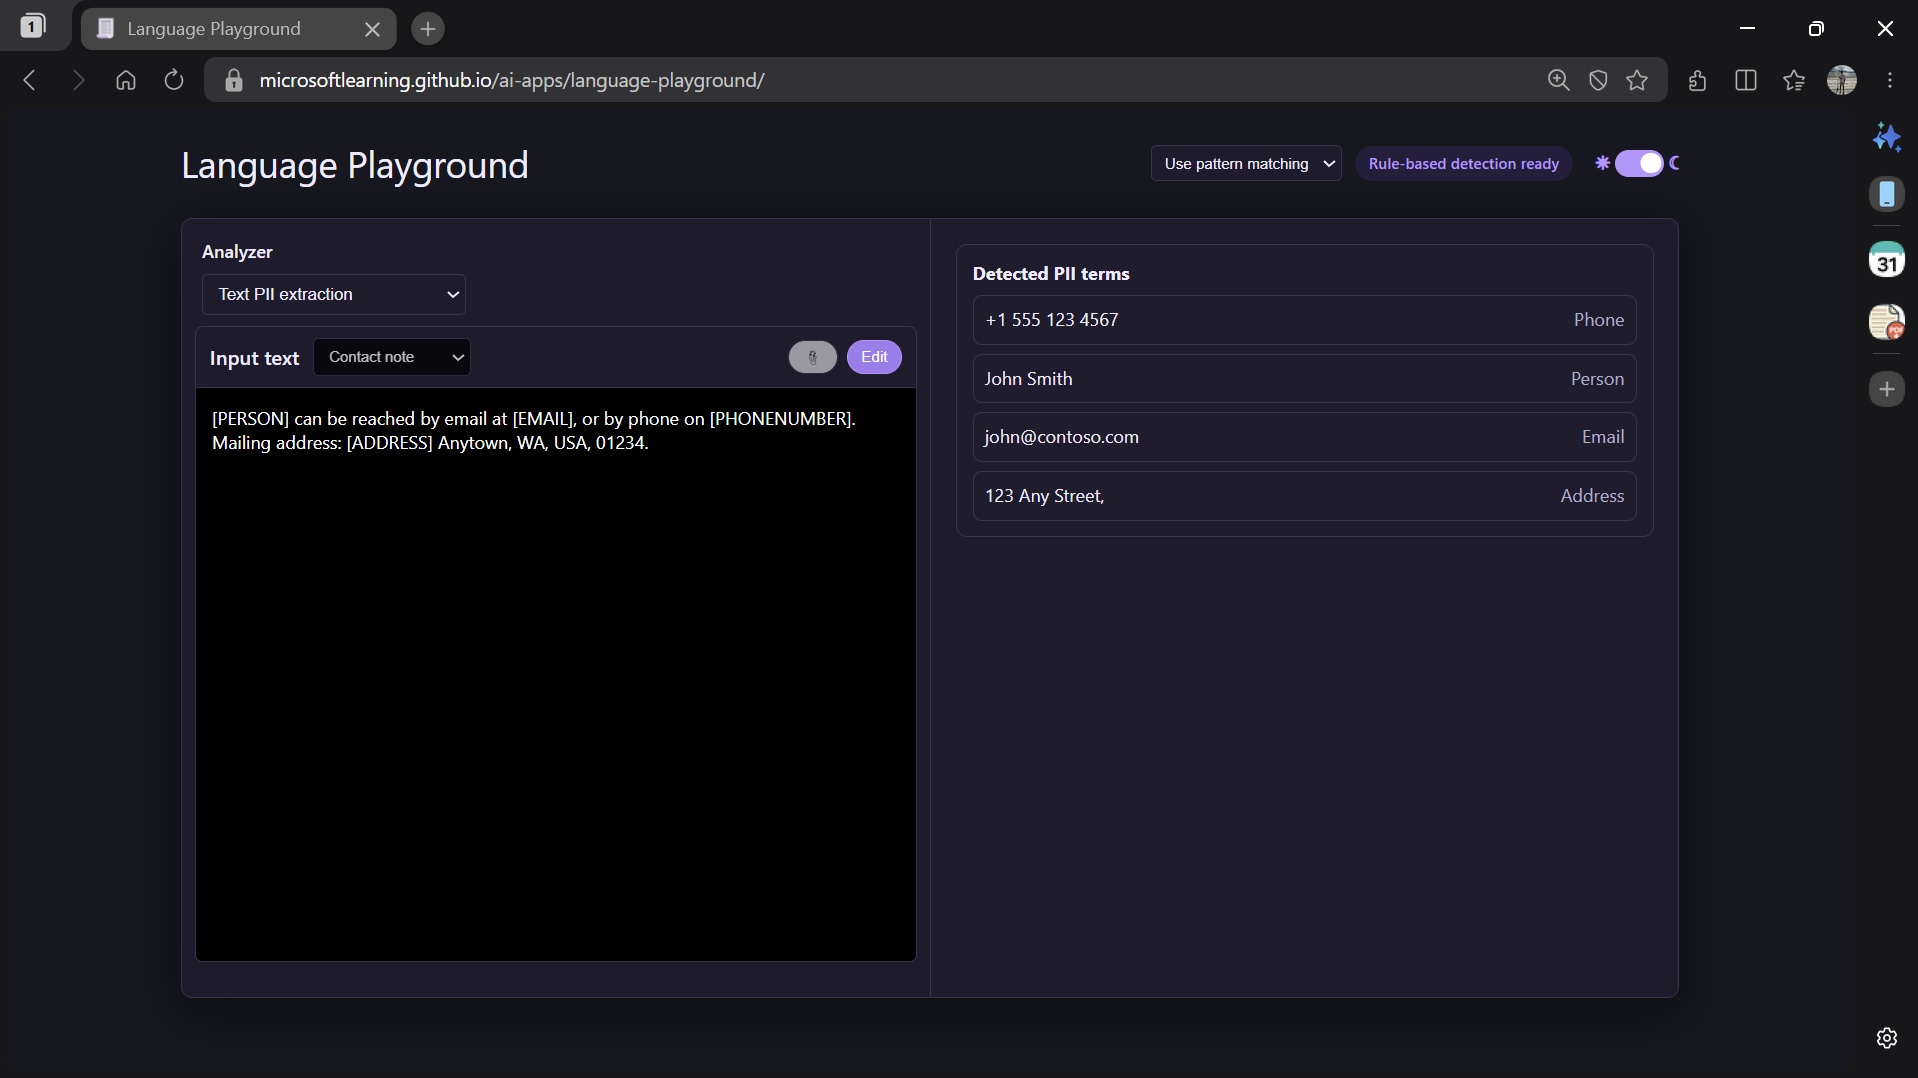 1
Language Playground
microsoftlearning.github.io/ai-apps/language-playground/
Language Playground
Use pattern matching
Rule-based detection ready
Analyzer
Text PII extraction
Input text
Contact note
Edit
[PERSON] can be reached by email at [EMAIL], or by phone on [PHONENUMBER].
Mailing address: [ADDRESS] Anytown, WA, USA, 01234.
Detected PII terms
+1 555 123 4567 Phone
John Smith Person
john@contoso.com Email
123 Any Street, Address
31
PDF